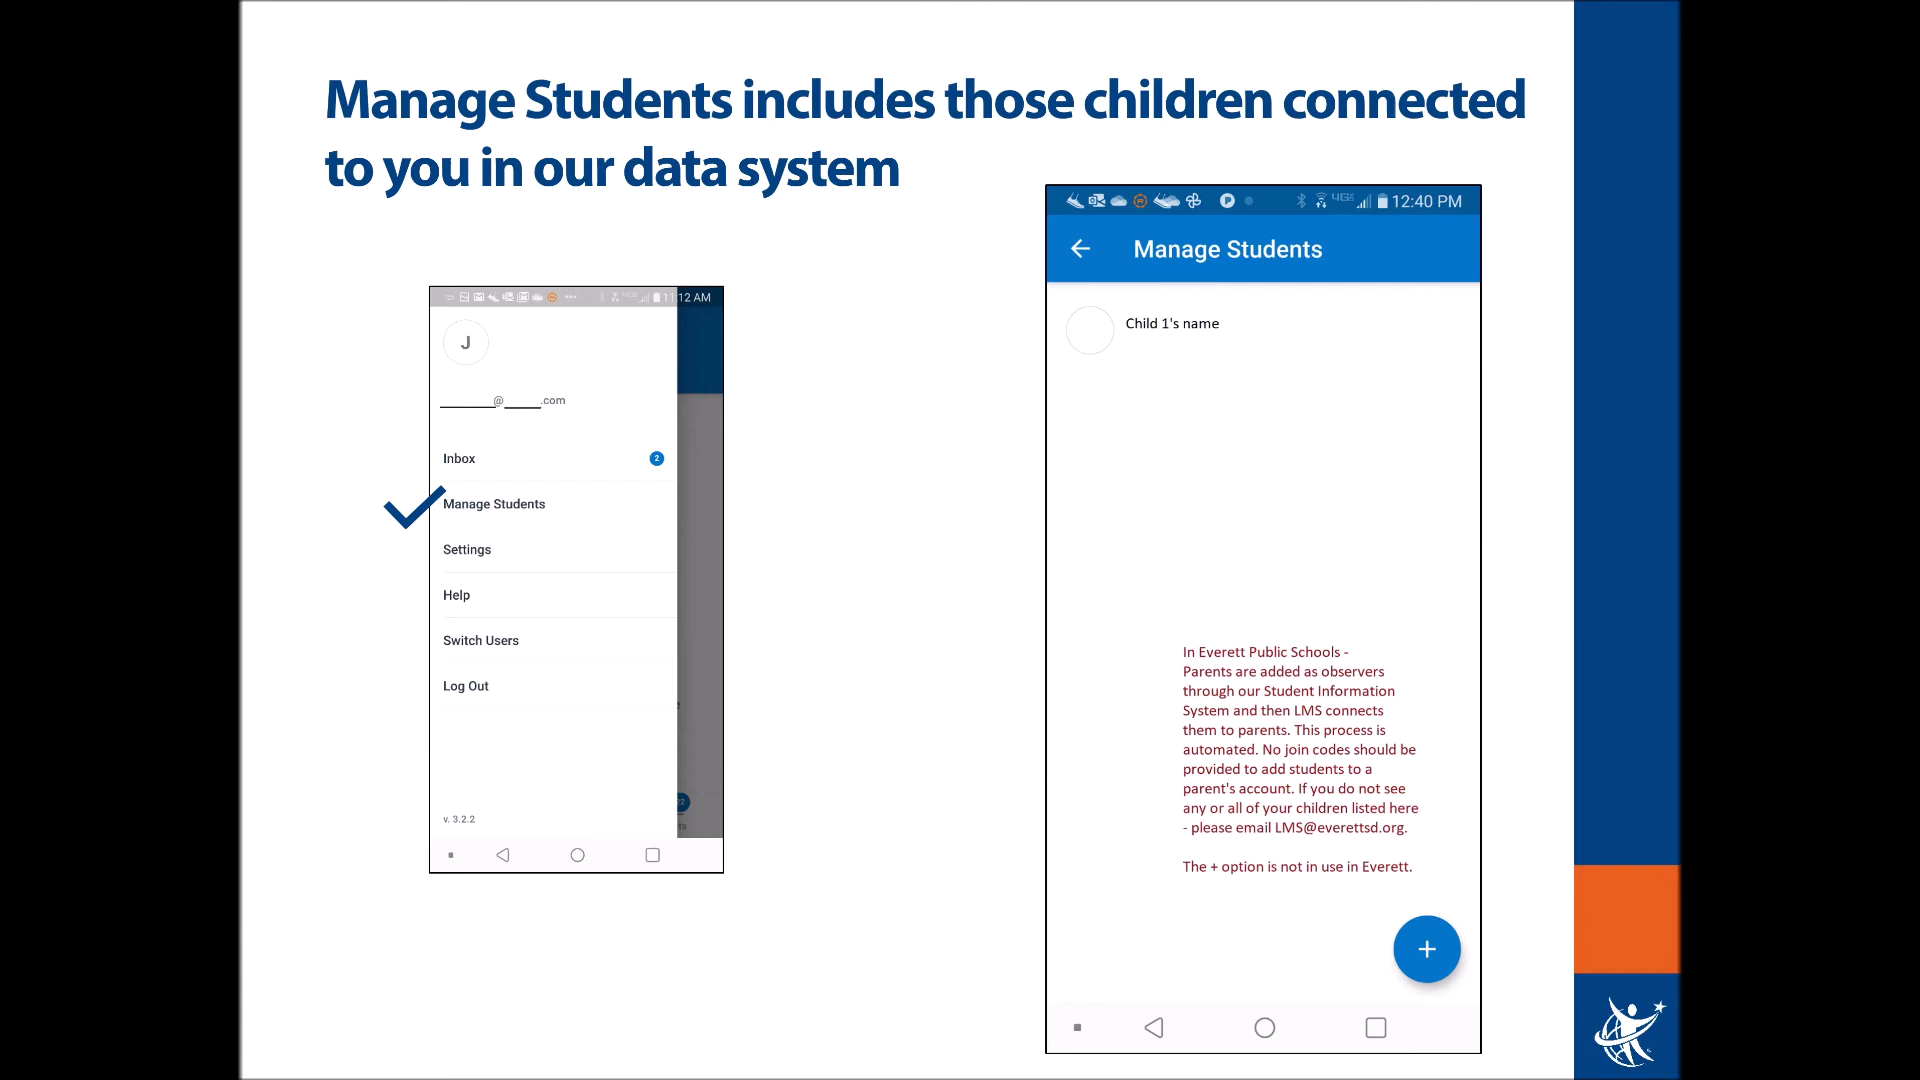 Manage Students includes those children connected
to you in our data system
11:12 AM
J
@ .com
Inbox
2
Manage Students
Settings
Help
Switch Users
Log Out
v. 3.2.2
12:40 PM
Manage Students
Child 1's name
In Everett Public Schools -
Parents are added as observers
through our Student Information
System and then LMS connects
them to parents. This process is
automated. No join codes should be
provided to add students to a
parent's account. If you do not see
any or all of your children listed here
- please email LMS@everettsd.org.
The + option is not in use in Everett.
+